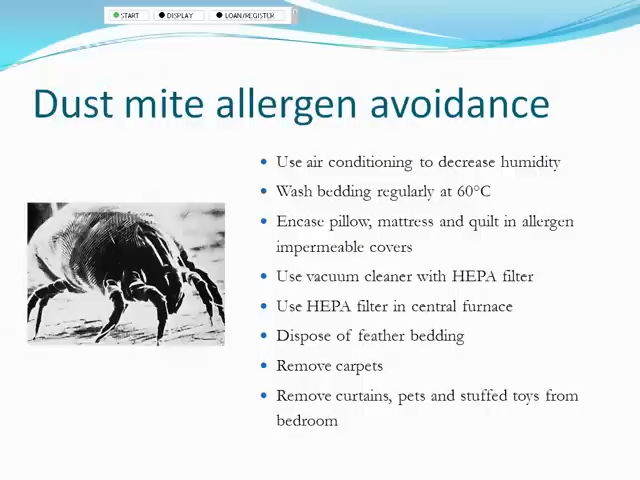 START DISPLAY LOAN/REGISTER
Dust mite allergen avoidance
• Use air conditioning to decrease humidity
• Wash bedding regularly at 60°C
• Encase pillow, mattress and quilt in allergen
impermeable covers
• Use vacuum cleaner with HEPA filter
• Use HEPA filter in central furnace
• Dispose of feather bedding
• Remove carpets
• Remove curtains, pets and stuffed toys from
bedroom